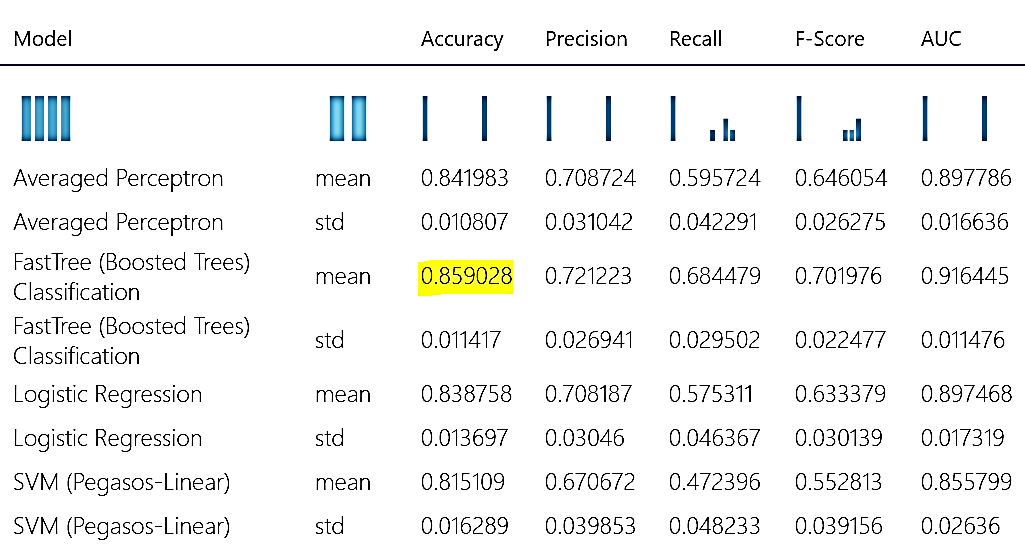 Model Accuracy Precision Recall F-Score AUC
Averaged Perceptron mean 0.841983 0.708724 0.595724 0.646054 0.897786
Averaged Perceptron std 0.010807 0.031042 0.042291 0.026275 0.016636
FastTree (Boosted Trees)
Classification mean 0.859028 0.721223 0.684479 0.701976 0.916445
FastTree (Boosted Trees)
Classification std 0.011417 0.026941 0.029502 0.022477 0.011476
Logistic Regression mean 0.838758 0.708187 0.575311 0.633379 0.897468
Logistic Regression std 0.013697 0.03046 0.046367 0.030139 0.017319
SVM (Pegasos-Linear) mean 0.815109 0.670672 0.472396 0.552813 0.855799
SVM (Pegasos-Linear) std 0.016289 0.039853 0.048233 0.039156 0.02636